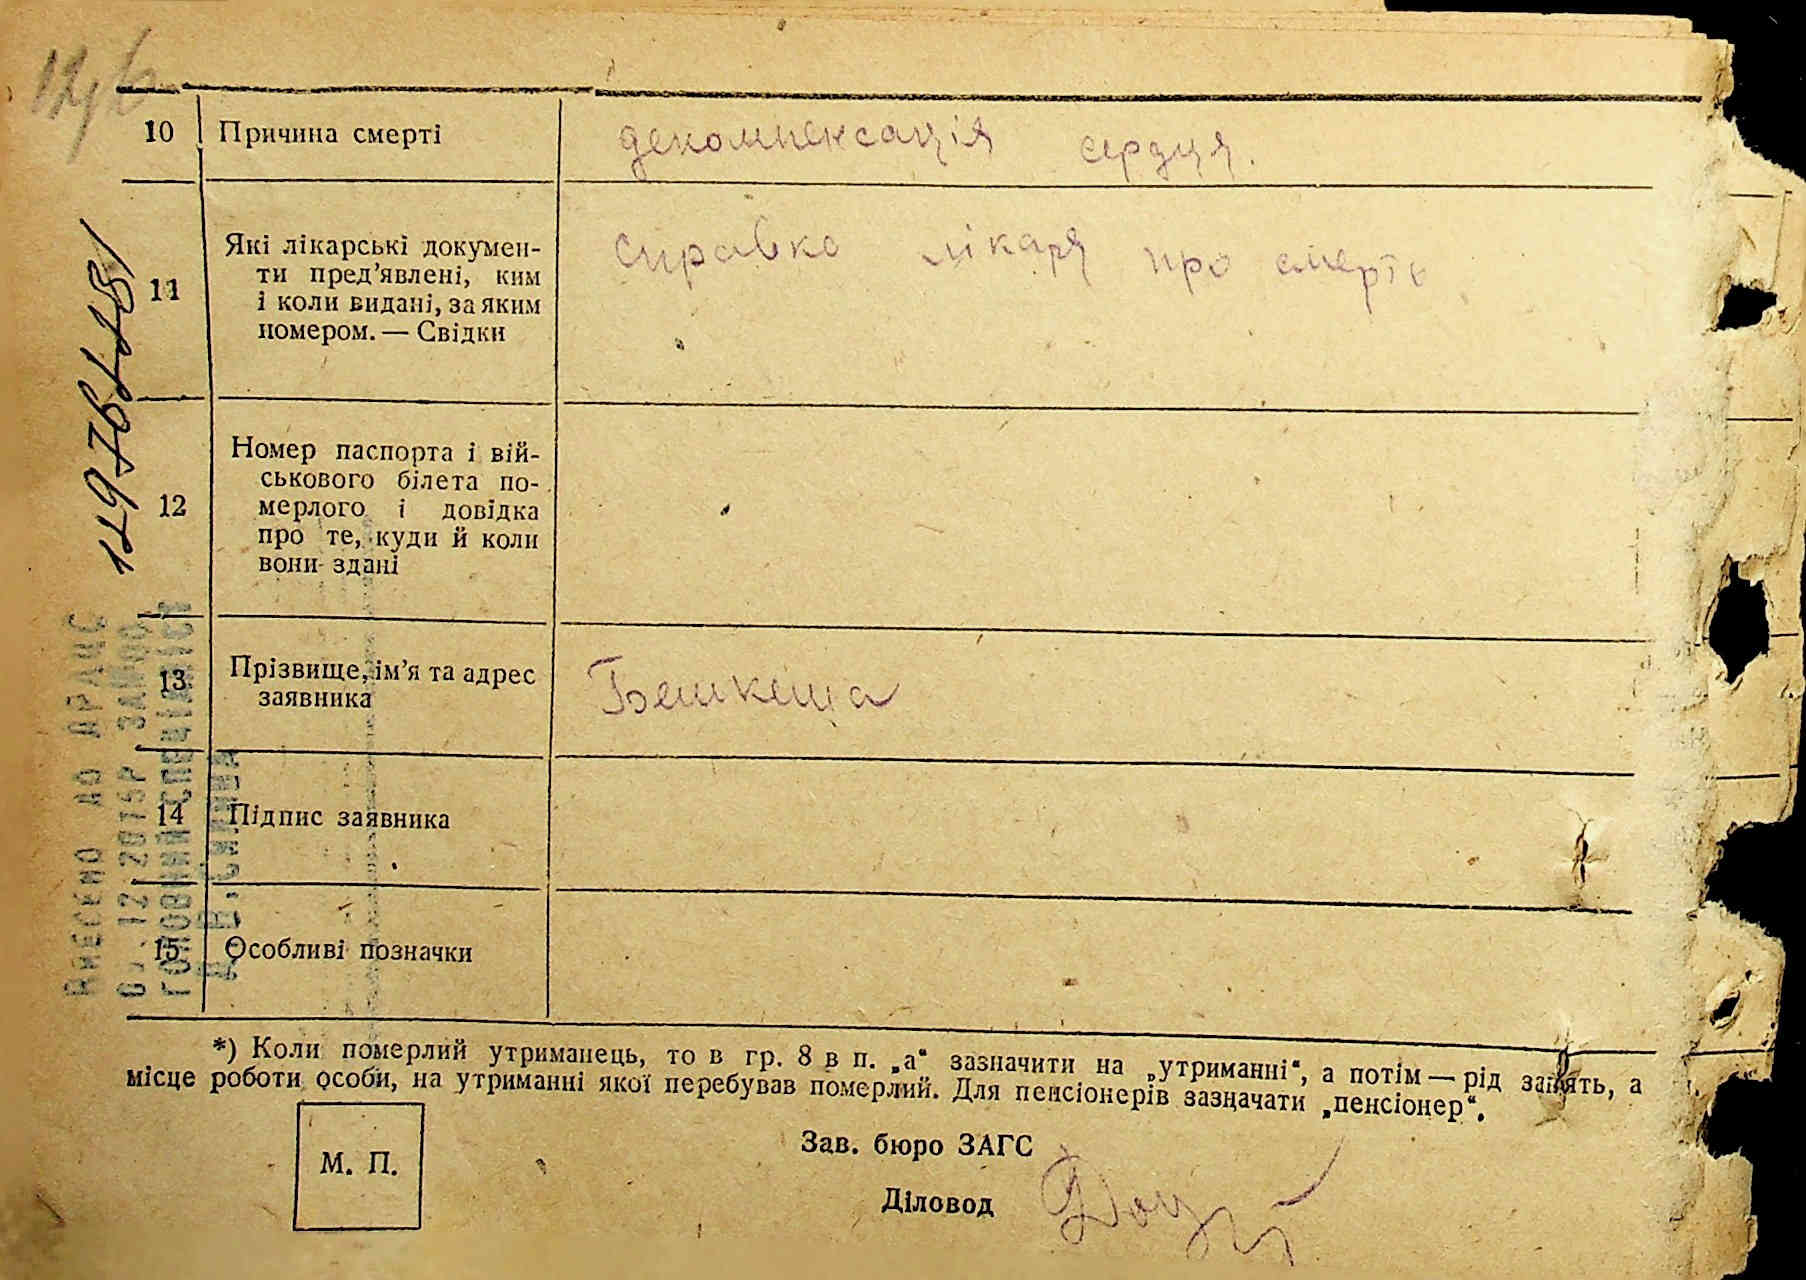 10 Причина смерті декомпенсація серця.
11 Які лікарські докумен-
ти пред’явлені, ким
і коли видані, за яким
номером. — Свідки
справка лікаря про смерть
12 Номер паспорта і вій-
ськового білета по-
мерлого і довідка
про те, куди й коли
вони здані
13 Прізвище, ім’я та адрес
заявника
14 Підпис заявника
15 Особливі позначки
*) Коли померлий утриманець, то в гр. 8 в п. „а“ зазначити на „утриманні“, а потім — рід занять, а
місце роботи особи, на утриманні якої перебував померлий. Для пенсіонерів зазначати „пенсіонер“.
М. П.
Зав. бюро ЗАГС
Діловод
Внесено до ДРАЦС